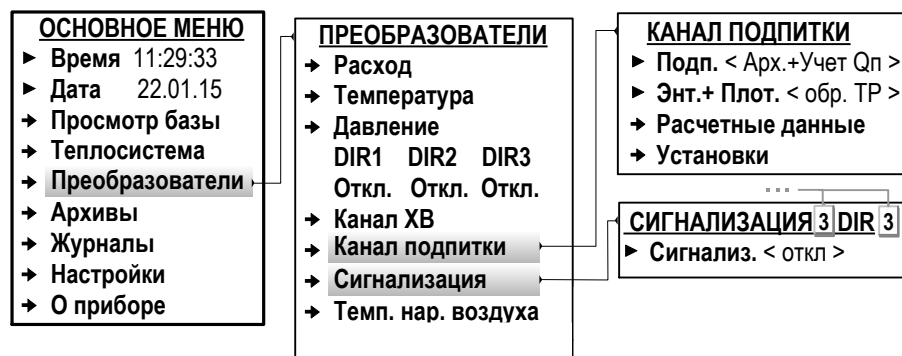 ОСНОВНОЕ МЕНЮ
Время 11:29:33
Дата 22.01.15
Просмотр базы
Теплосистема
Преобразователи
Архивы
Журналы
Настройки
О приборе
ПРЕОБРАЗОВАТЕЛИ
Расход
Температура
Давление
DIR1 DIR2 DIR3
Откл. Откл. Откл.
Канал ХВ
Канал подпитки
Сигнализация
Темп. нар. воздуха
КАНАЛ ПОДПИТКИ
Подп. < Арх.+Учет Qп >
Энт.+ Плот. < обр. ТР >
Расчетные данные
Установки
СИГНАЛИЗАЦИЯ 3 DIR 3
Сигнализ. < откл >